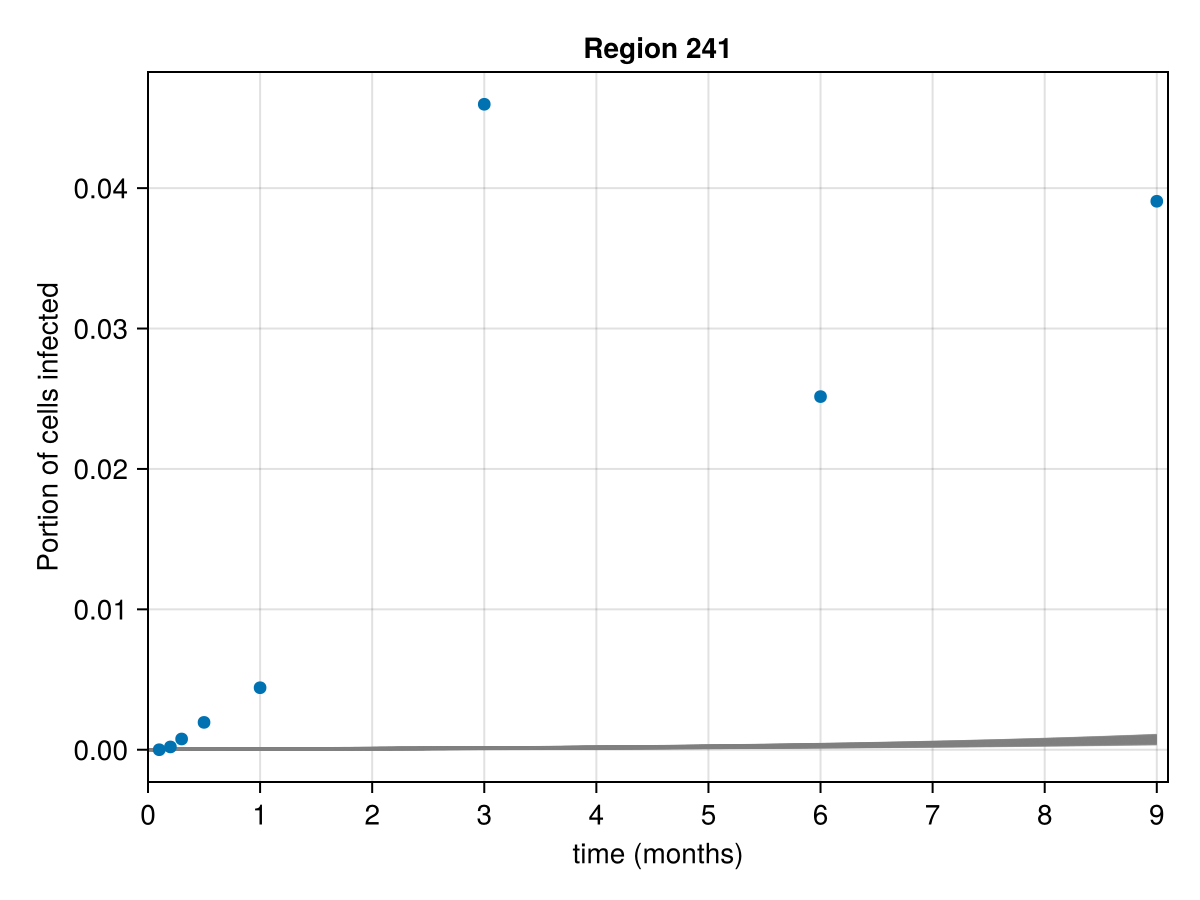 Region 241
Portion of cells infected
0.04
0.03
0.02
0.01
0.00
0 1 2 3 4 5 6 7 8 9
time (months)